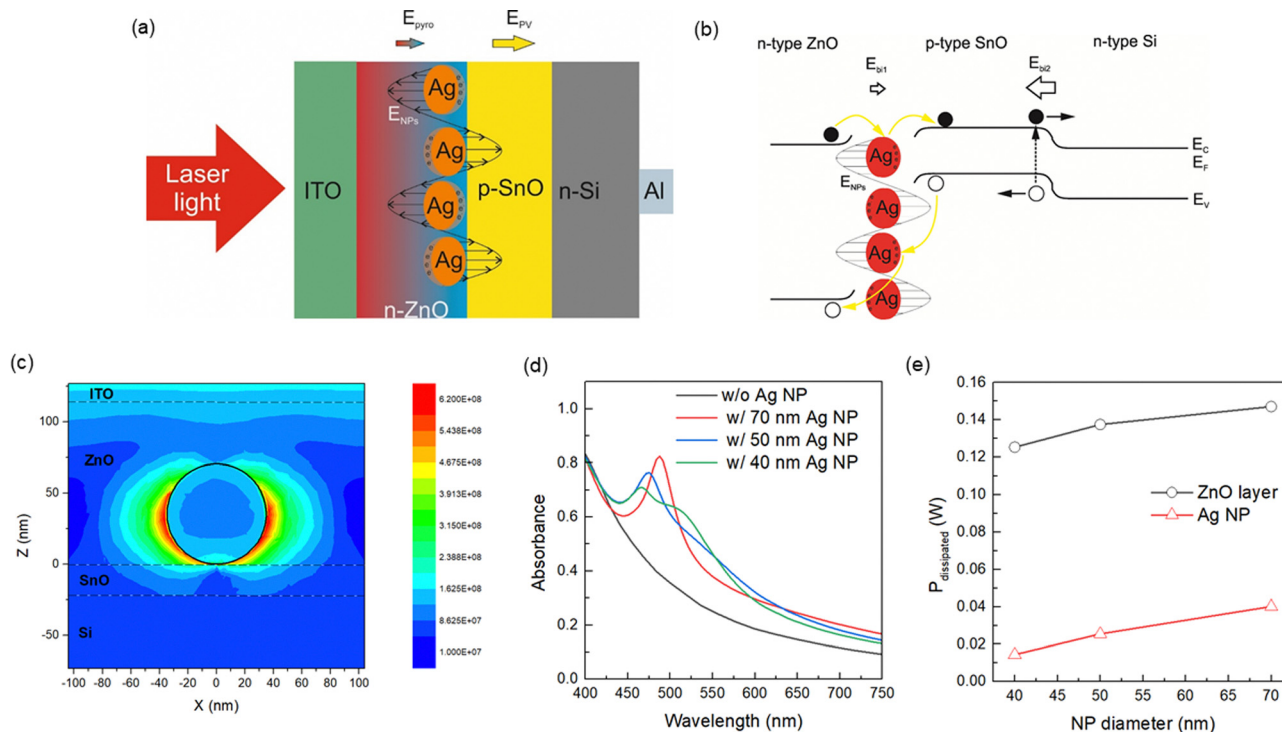 (a)
E_pyro
E_PV
Laser
light
ITO
Ag
E_NPs
Ag
Ag
Ag
n-ZnO
p-SnO
n-Si
Al
(b)
n-type ZnO
p-type SnO
n-type Si
E_bi1
E_bi2
E_NPs
Ag
Ag
Ag
Ag
E_C
E_F
E_V
(c)
ITO
ZnO
SnO
Si
Z (nm)
100
50
0
-50
-100 -80 -60 -40 -20 0 20 40 60 80 100
X (nm)
6.200E+08
5.438E+08
4.675E+08
3.913E+08
3.150E+08
2.388E+08
1.625E+08
8.625E+07
1.000E+07
(d)
w/o Ag NP
w/ 70 nm Ag NP
w/ 50 nm Ag NP
w/ 40 nm Ag NP
Absorbance
1.0
0.8
0.6
0.4
0.2
0.0
400 450 500 550 600 650 700 750
Wavelength (nm)
(e)
P_dissipated (W)
0.16
0.14
0.12
0.10
0.08
0.06
0.04
0.02
0.00
ZnO layer
Ag NP
40 45 50 55 60 65 70
NP diameter (nm)